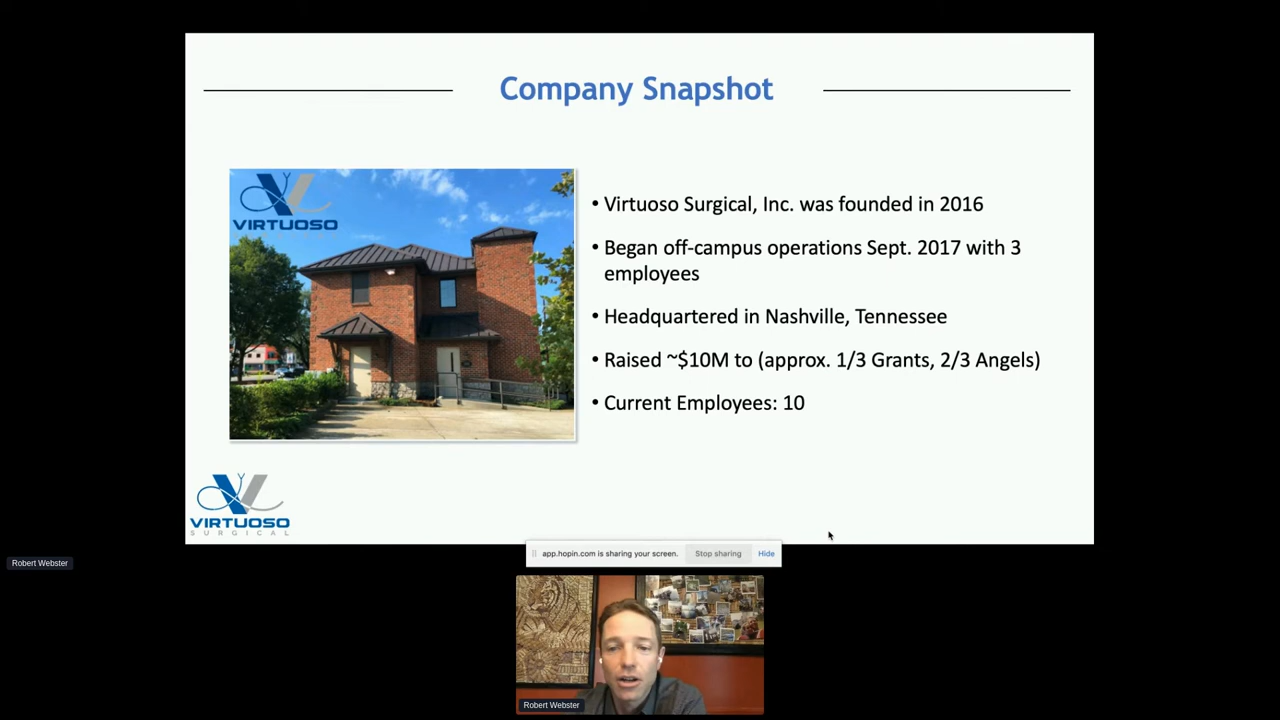 Company Snapshot
VIRTUOSO
• Virtuoso Surgical, Inc. was founded in 2016
• Began off-campus operations Sept. 2017 with 3
employees
• Headquartered in Nashville, Tennessee
• Raised ~$10M to (approx. 1/3 Grants, 2/3 Angels)
• Current Employees: 10
VIRTUOSO
SURGICAL
app.hopin.com is sharing your screen.
Stop sharing
Hide
Robert Webster
Robert Webster